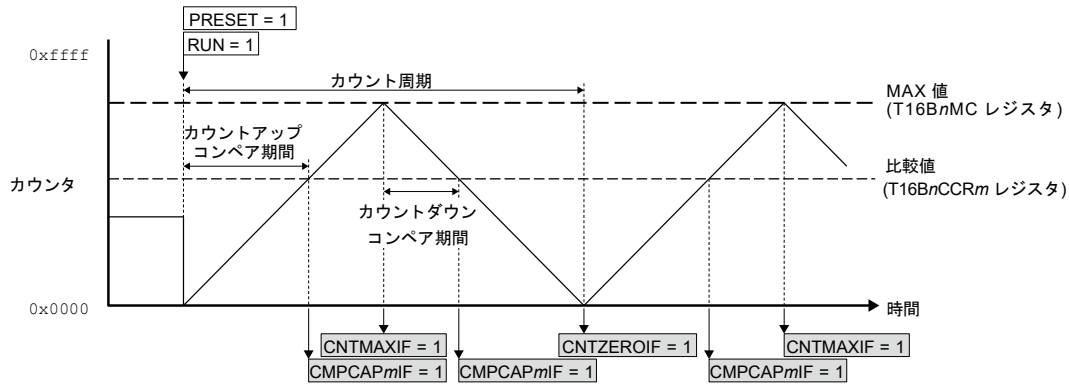 PRESET = 1
RUN = 1
0xffff
カウント周期
MAX 値
(T16BnMC レジスタ)
カウントアップ
コンペア期間
カウンタ
比較値
(T16BnCCRm レジスタ)
カウントダウン
コンペア期間
0x0000
時間
CNTMAXIF = 1
CNTZEROIF = 1
CNTMAXIF = 1
CMPCAPmIF = 1
CMPCAPmIF = 1
CMPCAPmIF = 1